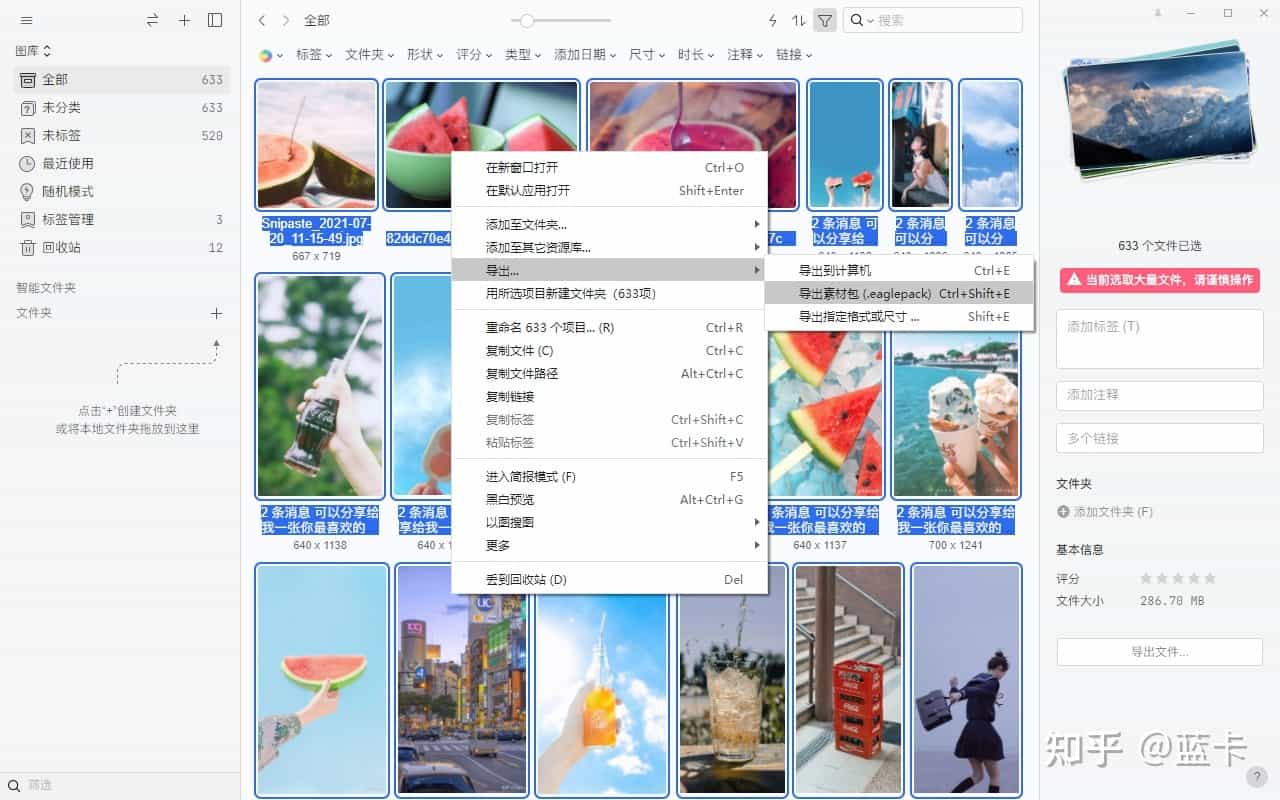 全部
搜索
图库
标签
文件夹
形状
评分
类型
添加日期
尺寸
时长
注释
链接
全部 633
未分类 633
未标签 520
最近使用
随机模式
标签管理 3
回收站 12
智能文件夹
文件夹
点击“+”创建文件夹
或将本地文件夹拖放到这里
筛选
Snipaste_2021-07-
20_11-15-49.jpg
667 x 719
82ddc70e4
7c
2 条消息 可
以分享给
2 条消息
可以分
2 条消息
可以分
在新窗口打开 Ctrl+O
在默认应用打开 Shift+Enter
添加至文件夹...
添加至其它资源库...
导出...
用所选项目新建文件夹（633项）
重命名 633 个项目... (R) Ctrl+R
复制文件 (C) Ctrl+C
复制文件路径 Alt+Ctrl+C
复制链接
复制标签 Ctrl+Shift+C
粘贴标签 Ctrl+Shift+V
进入简报模式 (F) F5
黑白预览 Alt+Ctrl+G
以图搜图
更多
丢到回收站 (D) Del
导出到计算机 Ctrl+E
导出素材包 (.eaglepack) Ctrl+Shift+E
导出指定格式或尺寸 ... Shift+E
2 条消息 可以分享给
我一张你最喜欢的
640 x 1138
2 条消息
享给我一
640 x 1
条消息 可以分享给
我一张你最喜欢的...
640 x 1137
2 条消息 可以分享给
我一张你最喜欢的...
700 x 1241
633 个文件已选
当前选取大量文件，请谨慎操作
添加标签 (T)
添加注释
多个链接
文件夹
添加文件夹 (F)
基本信息
评分
文件大小 286.70 MB
导出文件...
知乎 @蓝卡
?